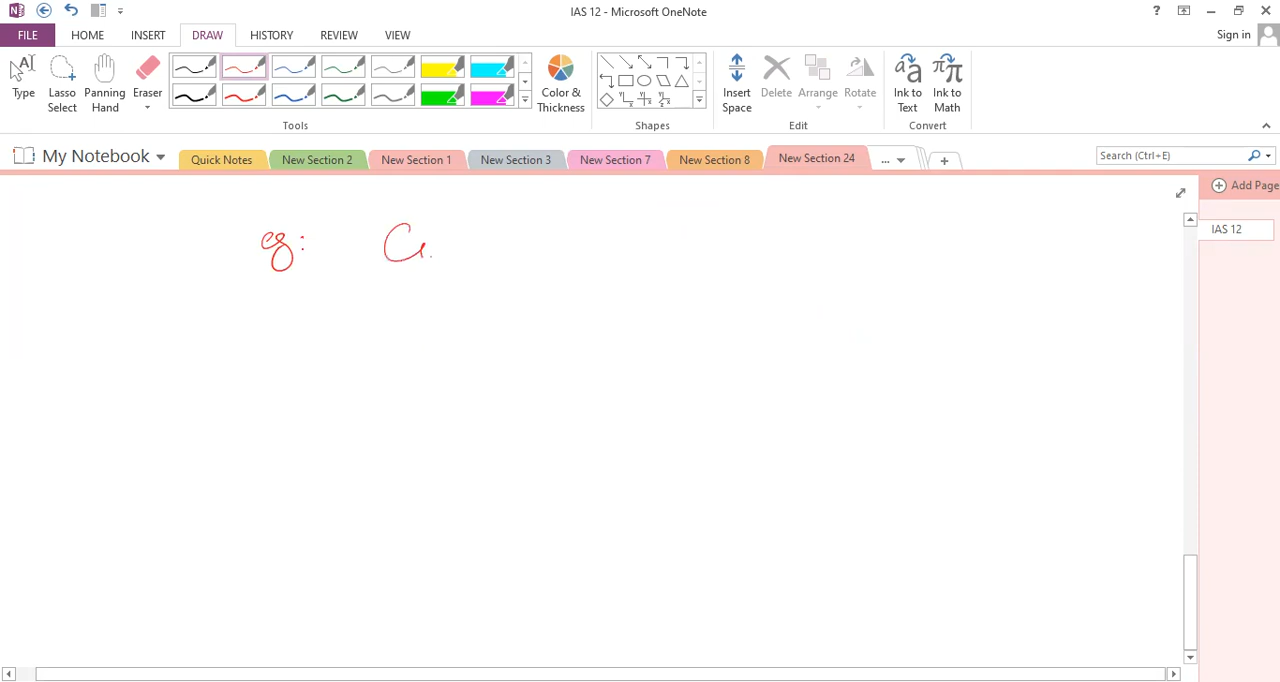 IAS 12 - Microsoft OneNote
?
FILE HOME INSERT DRAW HISTORY REVIEW VIEW Sign in
Type Lasso Select Panning Hand Eraser Color & Thickness Insert Space Delete Arrange Rotate Ink to Text Ink to Math
Tools Shapes Edit Convert
My Notebook Quick Notes New Section 2 New Section 1 New Section 3 New Section 7 New Section 8 New Section 24 ... + Search (Ctrl+E)
Add Page
IAS 12
eg: